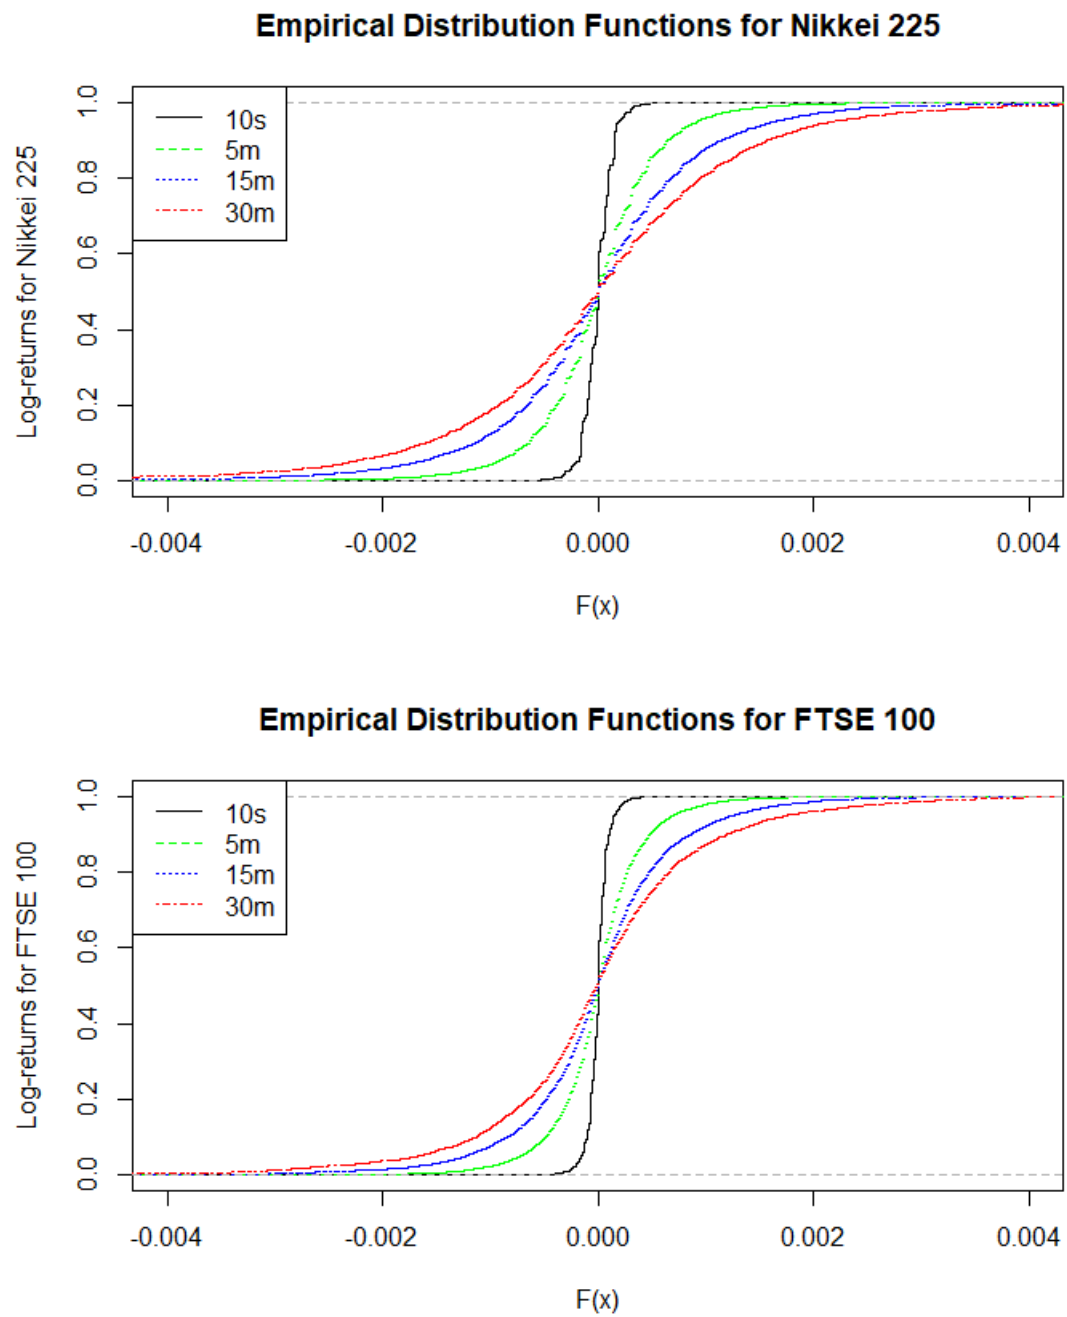 Empirical Distribution Functions for Nikkei 225
Log-returns for Nikkei 225
1.0
0.8
0.6
0.4
0.2
0.0
10s
5m
15m
30m
-0.004
-0.002
0.000
0.002
0.004
F(x)
Empirical Distribution Functions for FTSE 100
Log-returns for FTSE 100
1.0
0.8
0.6
0.4
0.2
0.0
10s
5m
15m
30m
-0.004
-0.002
0.000
0.002
0.004
F(x)